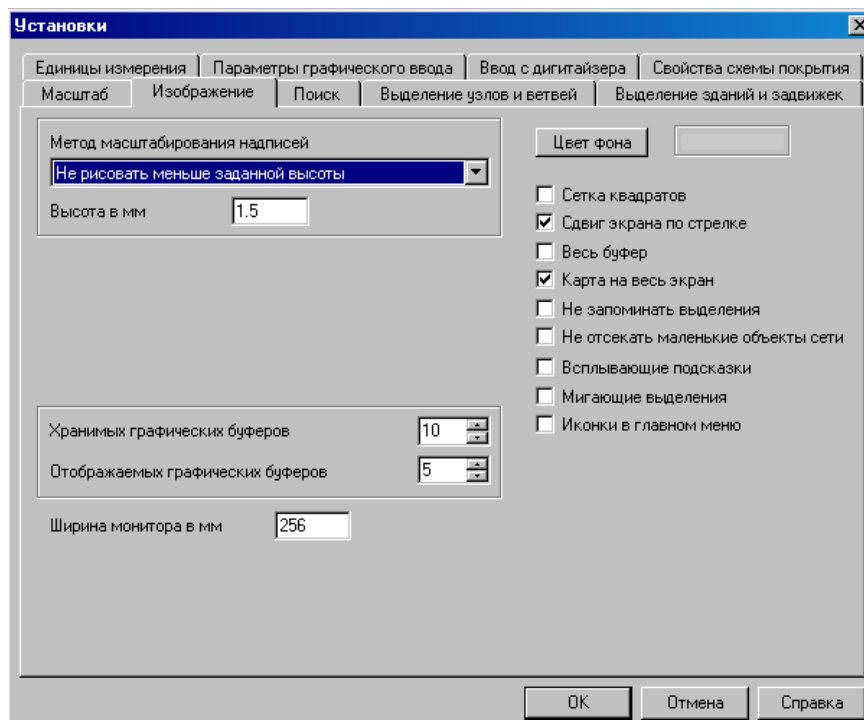 Установки
Единицы измерения Параметры графического ввода Ввод с дигитайзера Свойства схемы покрытия
Масштаб Изображение Поиск Выделение узлов и ветвей Выделение зданий и задвижек
Метод масштабирования надписей
Не рисовать меньше заданной высоты
Высота в мм 1.5
Цвет фона
Сетка квадратов
Сдвиг экрана по стрелке
Весь буфер
Карта на весь экран
Не запоминать выделения
Не отсекать маленькие объекты сети
Всплывающие подсказки
Мигающие выделения
Иконки в главном меню
Хранимых графических буферов 10
Отображаемых графических буферов 5
Ширина монитора в мм 256
OK Отмена Справка